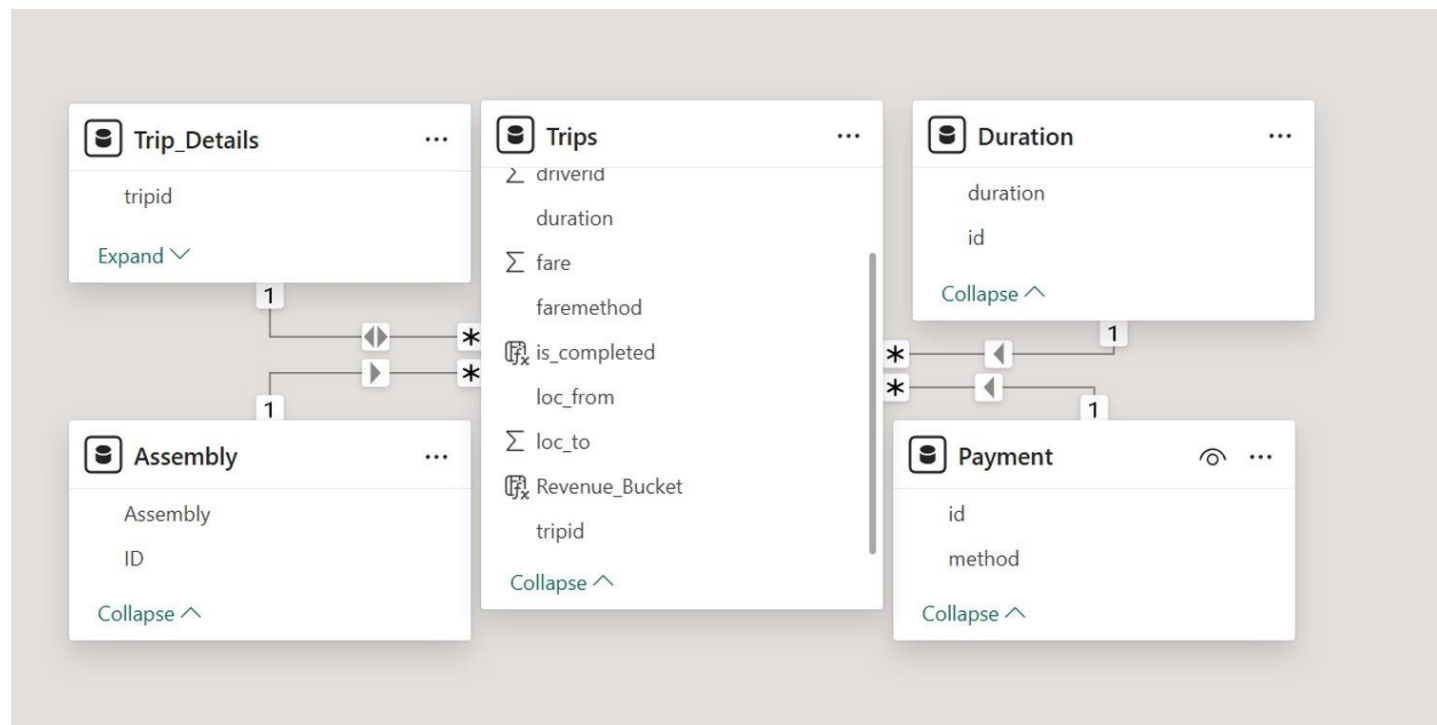 Trip_Details
tripid
Expand
1
Trips
driverid
duration
fare
faremethod
is_completed
loc_from
loc_to
Revenue_Bucket
tripid
Collapse
*
*
*
*
Duration
duration
id
Collapse
1
Assembly
Assembly
ID
Collapse
1
Payment
id
method
Collapse
1